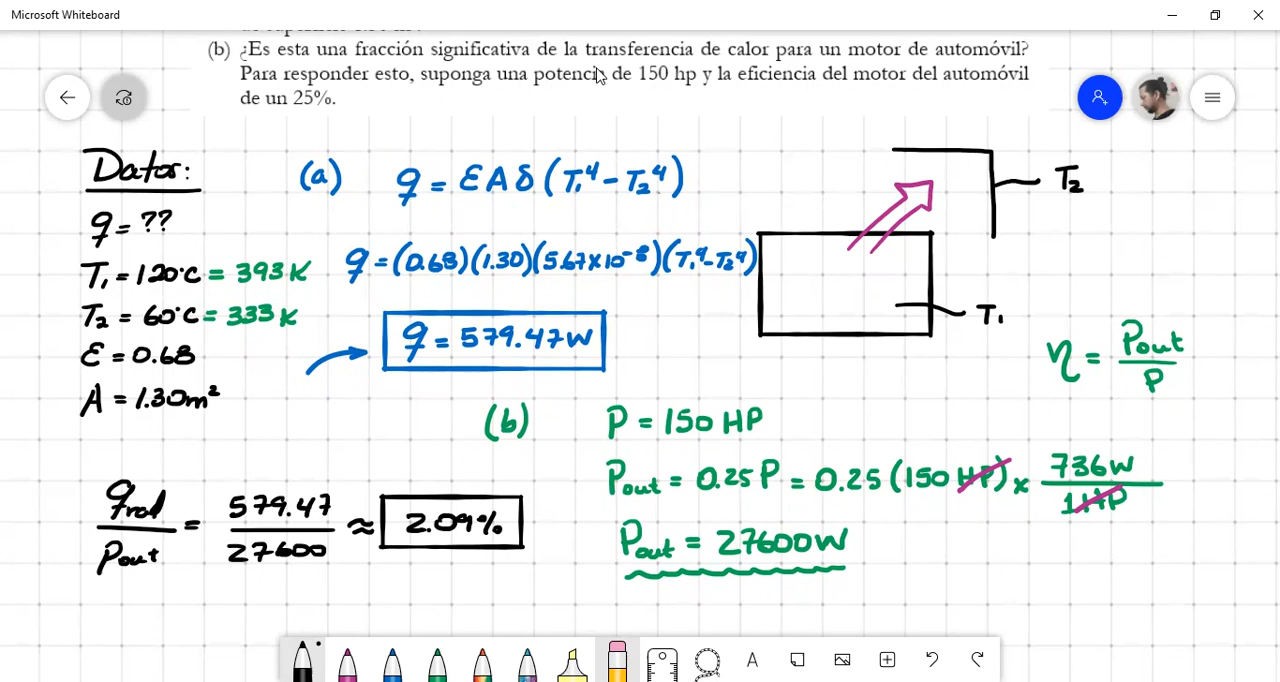 Microsoft Whiteboard
(b) ¿Es esta una fracción significativa de la transferencia de calor para un motor de automóvil?
Para responder esto, suponga una potencia de 150 hp y la eficiencia del motor del automóvil
de un 25%.
Datos:
q = ??
T₁ = 120°C = 393 K
T₂ = 60°C = 333 K
ε = 0.68
A = 1.30m²
(a) q = εAδ(T₁⁴ - T₂⁴)
q = (0.68)(1.30)(5.67x10⁻⁸)(T₁⁴-T₂⁴)
q = 579.47W
T₂
T₁
η = Pout / P
(b) P = 150 HP
Pout = 0.25 P = 0.25 (150 HP) x 736W / 1HP
Pout = 27600W
qrad / Pout = 579.47 / 27600 ≈ 2.09%
A